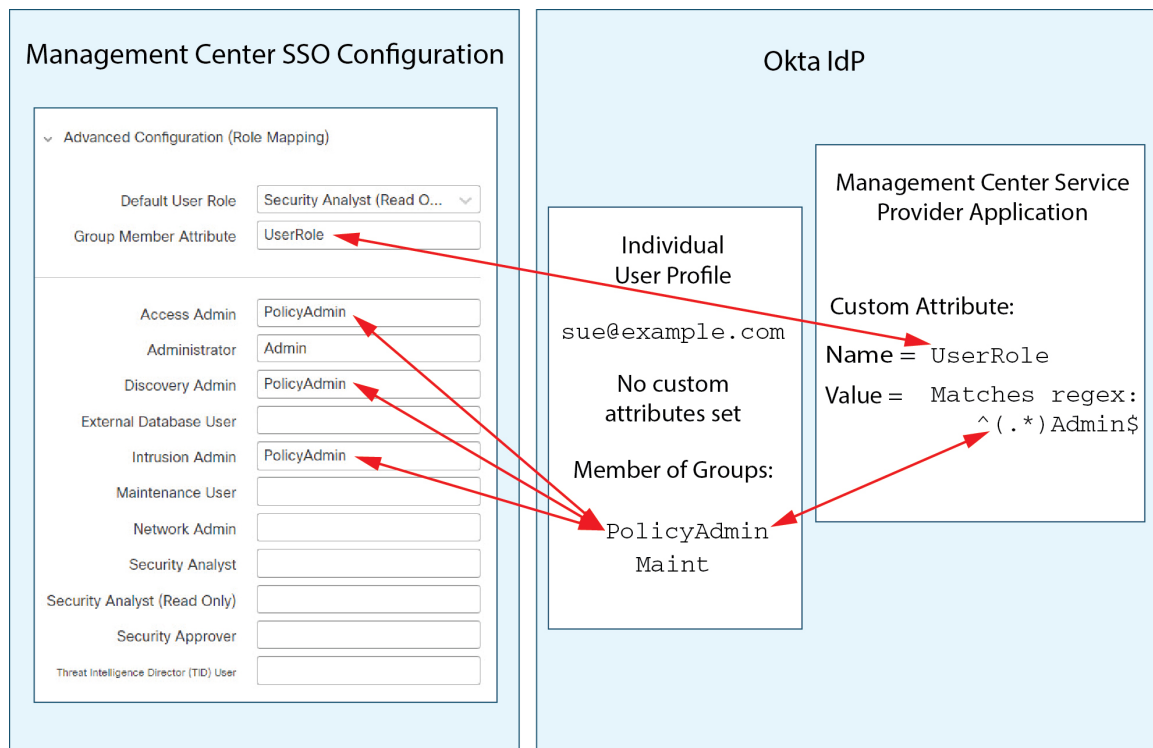 Management Center SSO Configuration
Advanced Configuration (Role Mapping)
Default User Role Security Analyst (Read O...
Group Member Attribute UserRole
Access Admin PolicyAdmin
Administrator Admin
Discovery Admin PolicyAdmin
External Database User
Intrusion Admin PolicyAdmin
Maintenance User
Network Admin
Security Analyst
Security Analyst (Read Only)
Security Approver
Threat Intelligence Director (TID) User
Okta IdP
Individual
User Profile
sue@example.com
No custom
attributes set
Member of Groups:
PolicyAdmin
Maint
Management Center Service
Provider Application
Custom Attribute:
Name = UserRole
Value = Matches regex:
^(.*)Admin$